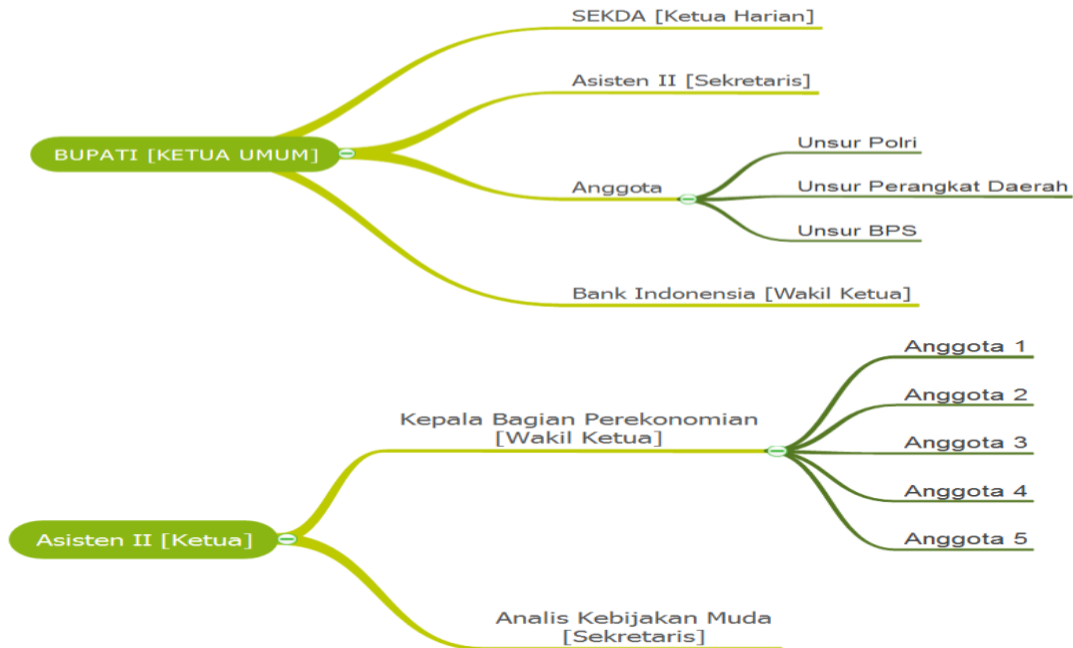 SEKDA [Ketua Harian]
Asisten II [Sekretaris]
BUPATI [KETUA UMUM]
Unsur Polri
Anggota
Unsur Perangkat Daerah
Unsur BPS
Bank Indonensia [Wakil Ketua]
Anggota 1
Anggota 2
Kepala Bagian Perekonomian
[Wakil Ketua]
Anggota 3
Anggota 4
Anggota 5
Asisten II [Ketua]
Analis Kebijakan Muda
[Sekretaris]